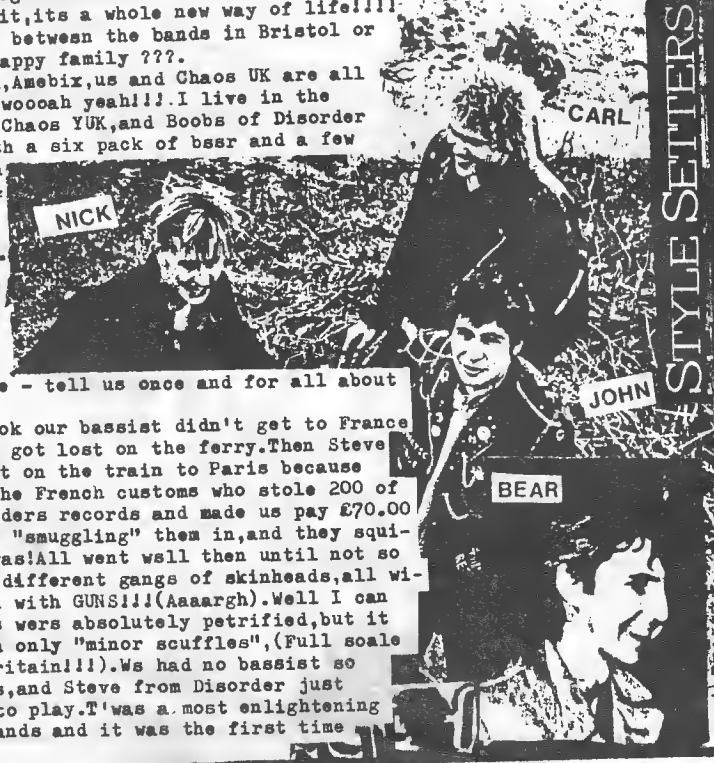 it,its a whole new way of life!!!!
betwesn the bands in Bristol or
appy family ???.
,Amebix,us and Chaos UK are all
woooah yeah!!!.I live in the
Chaos YUK,and Boobs of Disorder
h a six pack of bssr and a few
CARL
NICK
STYLE SETTERS
JOHN
BEAR
e - tell us once and for all about
ok our bassist didn't get to France
got lost on the ferry.Then Steve
t on the train to Paris because
he French customs who stole 200 of
ders records and made us pay £70.00
"smuggling" them in,and they squi-
as!All went wsll then until not so
different gangs of skinheads,all wi-
with GUNS!!!(Aaaargh).Well I can
s wers absolutely petrified,but it
only "minor scuffles",(Full soale
ritain!!!).Ws had no bassist so
s,and Steve from Disorder just
to play.T'was a most enlightening
ands and it was the first time